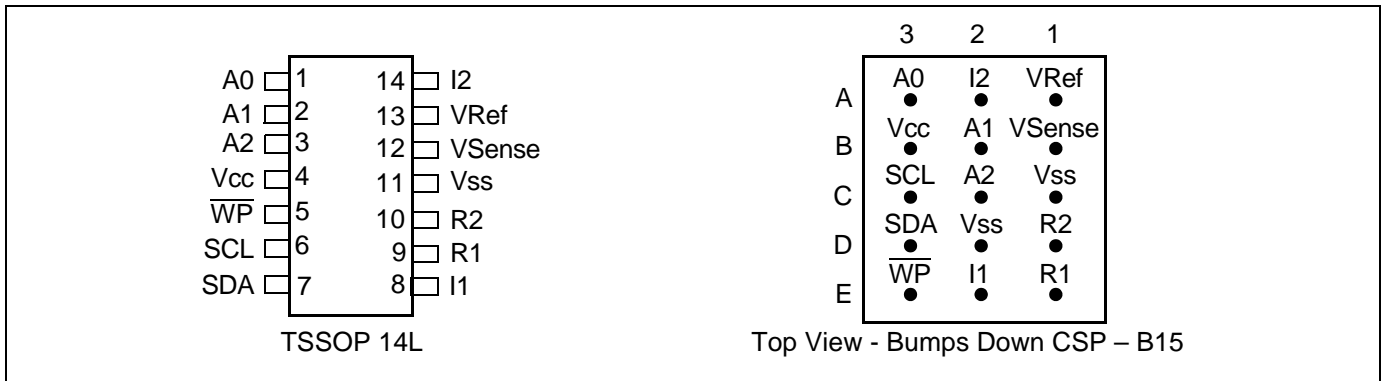 A0 1 14 I2
A1 2 13 VRef
A2 3 12 VSense
Vcc 4 11 Vss
WP 5 10 R2
SCL 6 9 R1
SDA 7 8 I1
TSSOP 14L
3 2 1
A A0 I2 VRef
B Vcc A1 VSense
C SCL A2 Vss
D SDA Vss R2
E WP I1 R1
Top View - Bumps Down CSP – B15